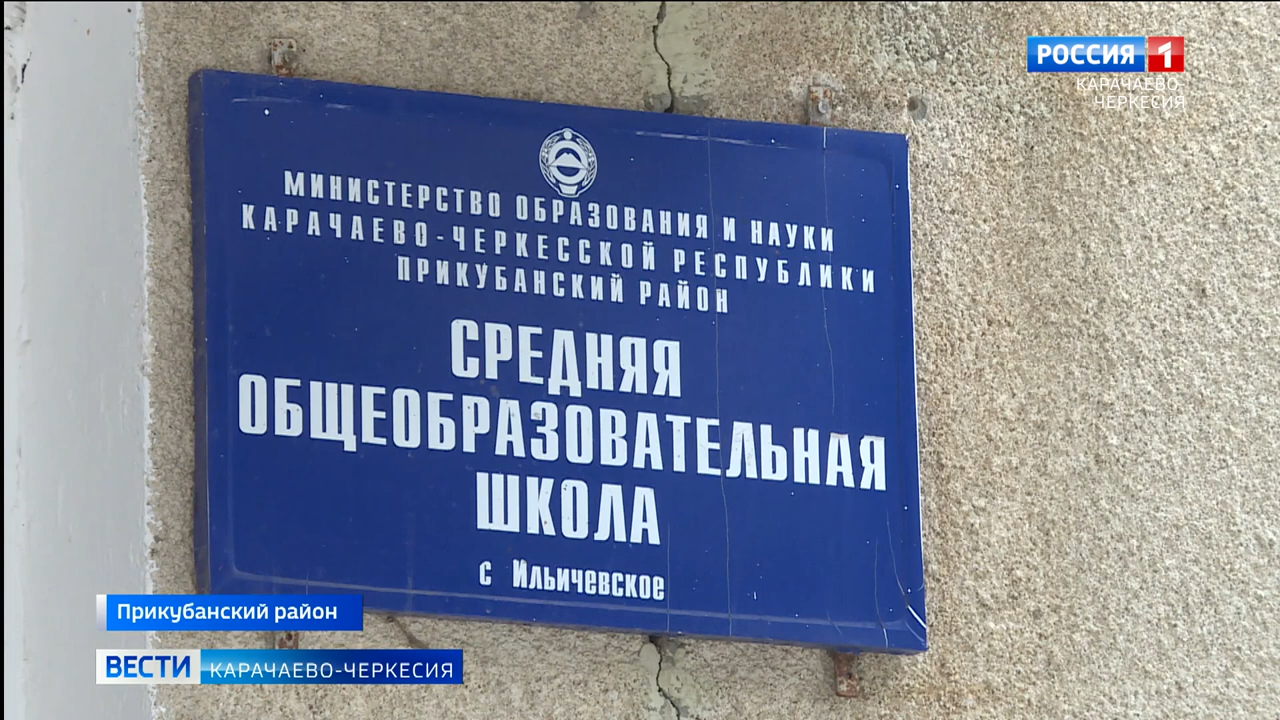 РОССИЯ 1
КАРАЧАЕВО-
ЧЕРКЕСИЯ
МИНИСТЕРСТВО ОБРАЗОВАНИЯ И НАУКИ
КАРАЧАЕВО-ЧЕРКЕССКОЙ РЕСПУБЛИКИ
ПРИКУБАНСКИЙ РАЙОН
СРЕДНЯЯ
ОБЩЕОБРАЗОВАТЕЛЬНАЯ
ШКОЛА
с Ильичевское
Прикубанский район
ВЕСТИ КАРАЧАЕВО-ЧЕРКЕСИЯ